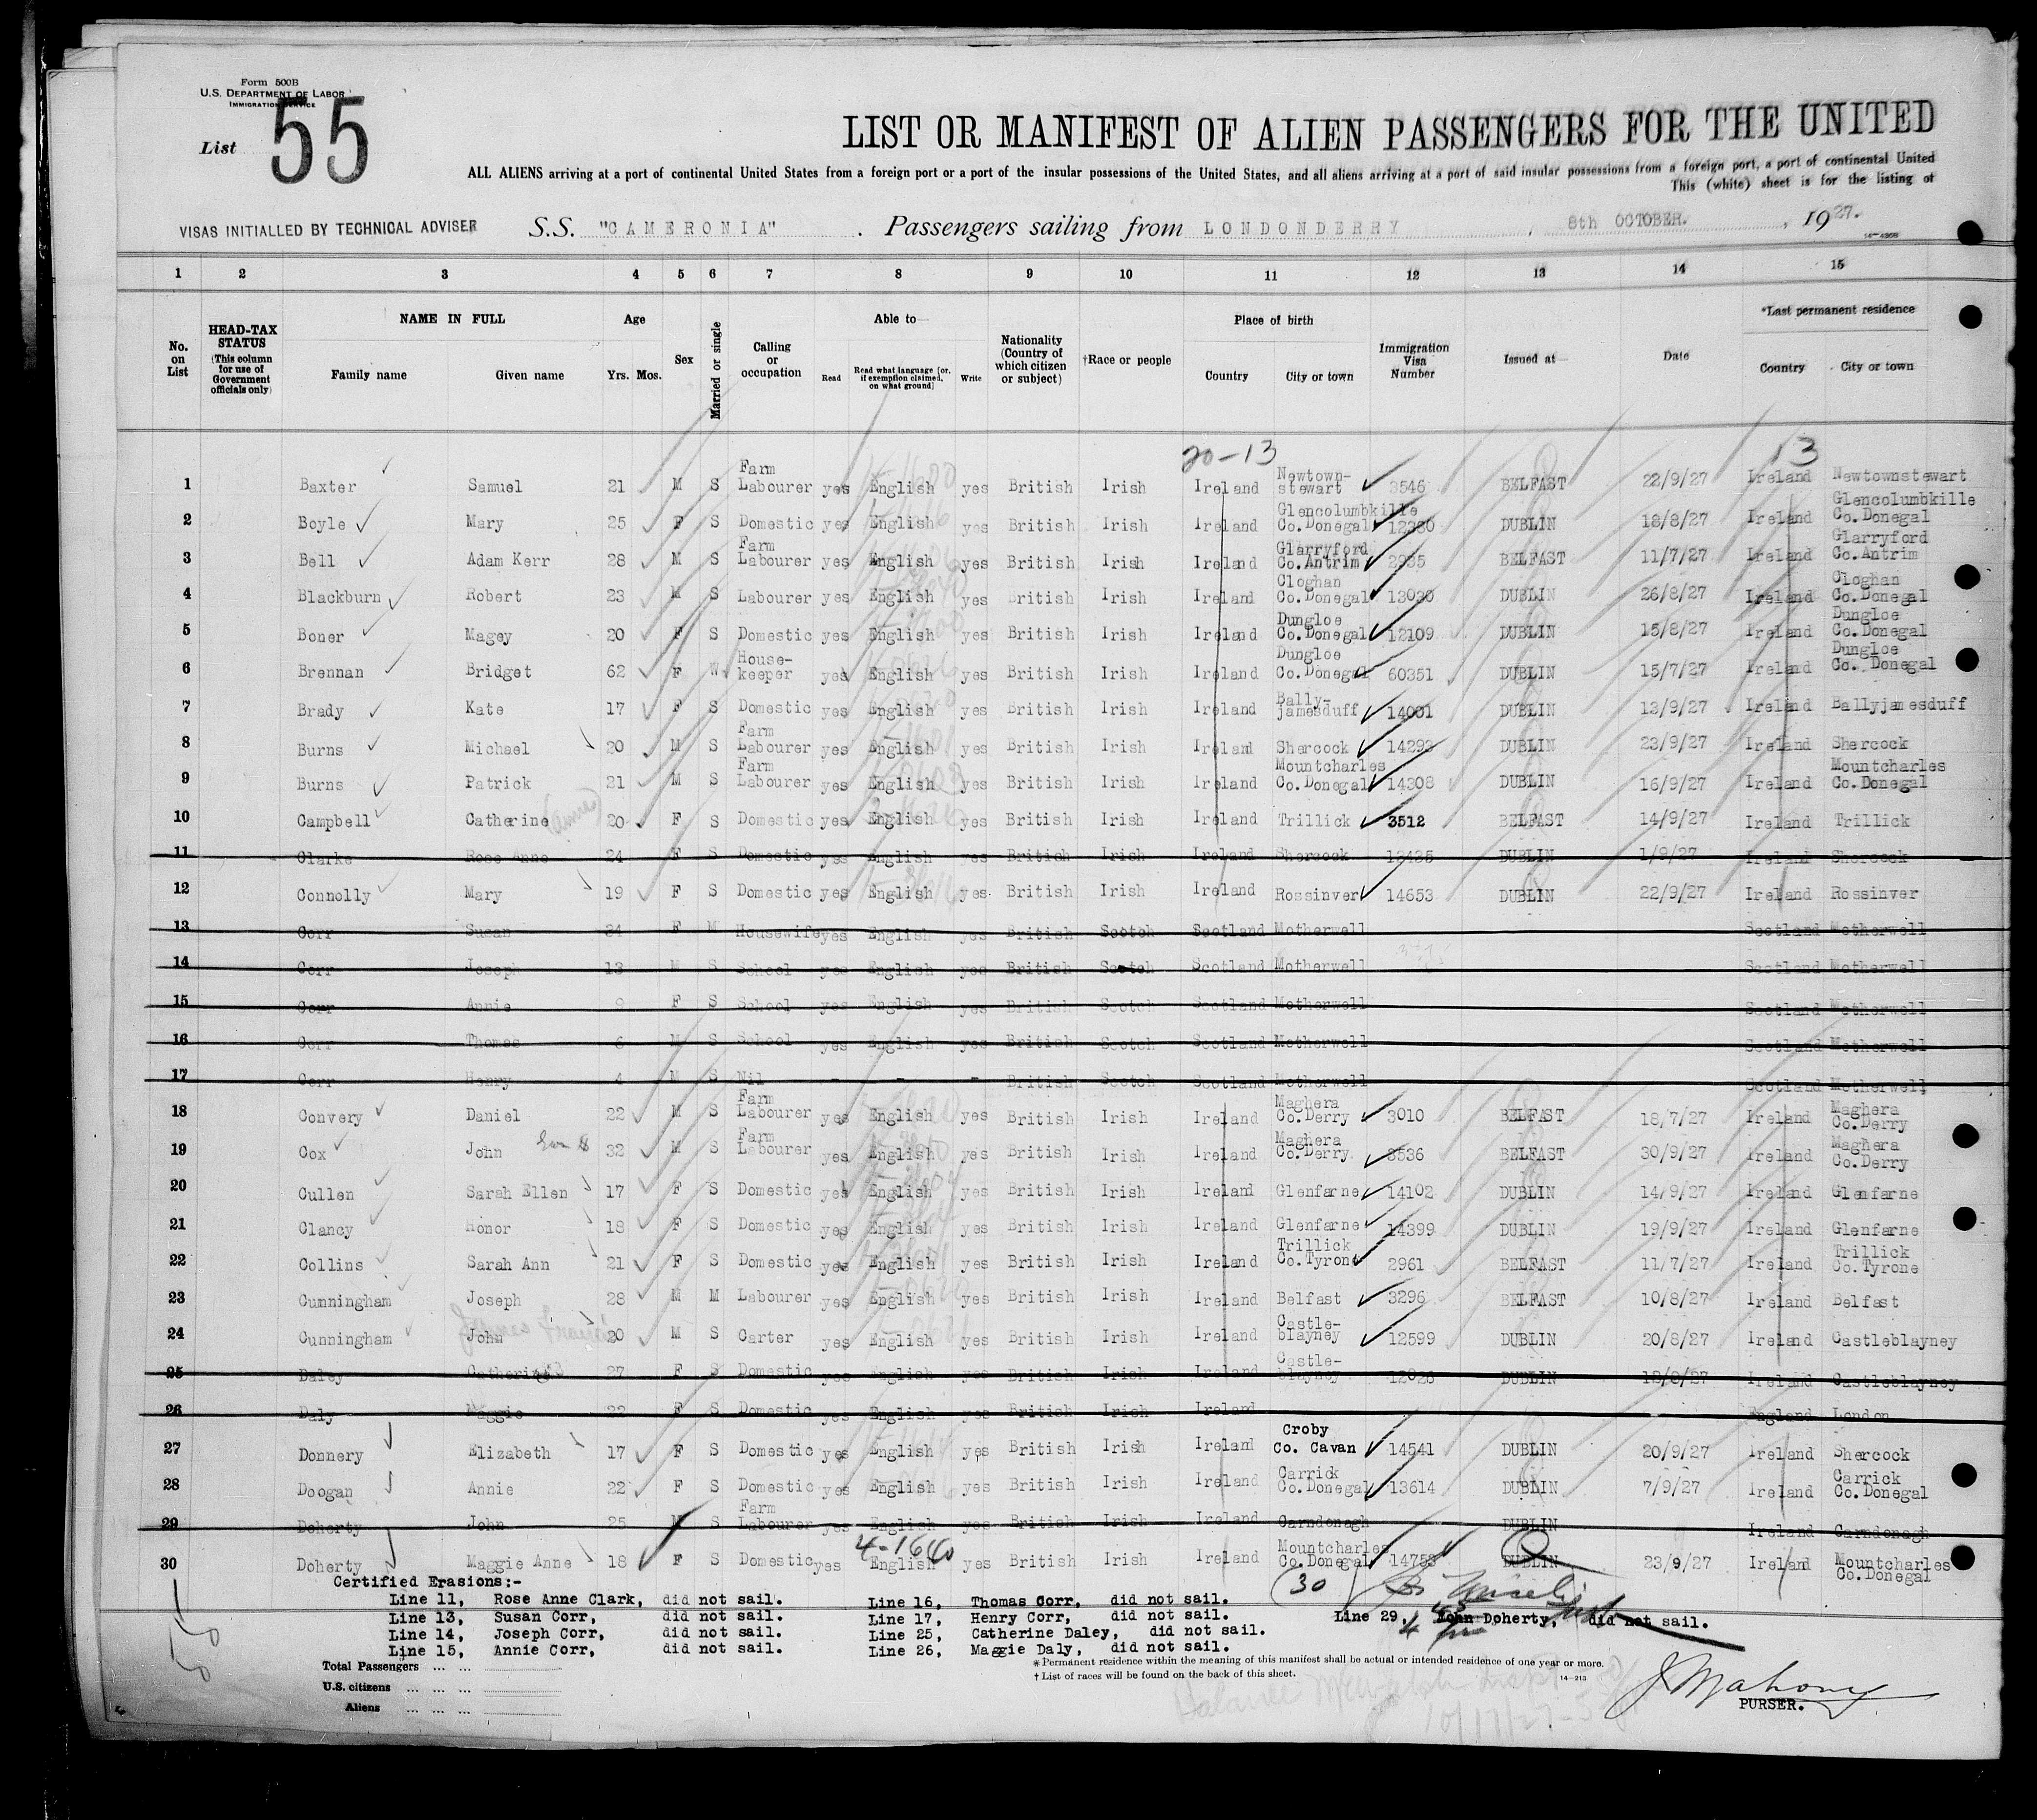 Form 500B
U.S. DEPARTMENT OF LABOR
IMMIGRATION SERVICE
List 55
LIST OR MANIFEST OF ALIEN PASSENGERS FOR THE UNITED
ALL ALIENS arriving at a port of continental United States from a foreign port or a port of the insular possessions of the United States, and all aliens arriving at a port of said insular possessions from a foreign port, a port of continental United
This (white) sheet is for the listing of
VISAS INITIALLED BY TECHNICAL ADVISER S.S. "CAMERONIA" . Passengers sailing from LONDONDERRY , 8th OCTOBER. , 1927.
1 2 3 4 5 6 7 8 9 10 11 12 13 14 15
No. on List HEAD-TAX STATUS (This column for use of Government officials only) NAME IN FULL Family name Given name Age Yrs. Mos. Sex Married or single Calling or occupation Able to— Read Read what language [or, if exemption claimed, on what ground] Write Nationality (Country of which citizen or subject) †Race or people Place of birth Country City or town Immigration Visa Number Issued at— Date *Last permanent residence Country City or town
20-13 13
1 Baxter Samuel 21 M S Farm Labourer yes English yes British Irish Ireland Newtown-stewart 3546 BELFAST 22/9/27 Ireland Newtownstewart
2 Boyle Mary 25 F S Domestic yes English yes British Irish Ireland Glencolumbkille Co.Donegal 12380 DUBLIN 18/8/27 Ireland Glencolumbkille Co.Donegal
3 Bell Adam Kerr 28 M S Farm Labourer yes English yes British Irish Ireland Glarryford Co.Antrim 2935 BELFAST 11/7/27 Ireland Glarryford Co.Antrim
4 Blackburn Robert 23 M S Labourer yes English yes British Irish Ireland Cloghan Co.Donegal 13030 DUBLIN 26/8/27 Ireland Cloghan Co.Donegal
5 Boner Magey 20 F S Domestic yes English yes British Irish Ireland Dungloe Co.Donegal 12109 DUBLIN 15/8/27 Ireland Dungloe Co.Donegal
6 Brennan Bridget 62 F W House-keeper yes English yes British Irish Ireland Dungloe Co.Donegal 60351 DUBLIN 15/7/27 Ireland Dungloe Co. Donegal
7 Brady Kate 17 F S Domestic yes English yes British Irish Ireland Bally-jamesduff 14001 DUBLIN 13/9/27 Ireland Ballyjamesduff
8 Burns Michael 20 M S Farm Labourer yes English yes British Irish Ireland Shercock 14293 DUBLIN 23/9/27 Ireland Shercock
9 Burns Patrick 21 M S Farm Labourer yes English yes British Irish Ireland Mountcharles Co.Donegal 14308 DUBLIN 16/9/27 Ireland Mountcharles Co.Donegal
10 Campbell Catherine (Annie) 20 F S Domestic yes English yes British Irish Ireland Trillick 3512 BELFAST 14/9/27 Ireland Trillick
11 Clarke Rose Anne 24 F S Domestic yes English yes British Irish Ireland Shercock 13435 DUBLIN 1/9/27 Ireland Shercock
12 Connolly Mary 19 F S Domestic yes English yes British Irish Ireland Rossinver 14653 DUBLIN 22/9/27 Ireland Rossinver
13 Corr Susan 34 F M Housewife yes English yes British Scotch Scotland Motherwell Scotland Motherwell
14 Corr Joseph 13 M S School yes English yes British Scotch Scotland Motherwell Scotland Motherwell
15 Corr Annie 9 F S School yes English yes British Scotch Scotland Motherwell Scotland Motherwell
16 Corr Thomas 6 M S School yes English yes British Scotch Scotland Motherwell Scotland Motherwell
17 Corr Henry 4 M S Nil - - - British Scotch Scotland Motherwell Scotland Motherwell
18 Convery Daniel 22 M S Farm Labourer yes English yes British Irish Ireland Maghera Co.Derry 3010 BELFAST 18/7/27 Ireland Maghera Co.Derry
19 Cox John 32 M S Farm Labourer yes English yes British Irish Ireland Maghera Co.Derry 3536 BELFAST 30/9/27 Ireland Maghera Co.Derry
20 Cullen Sarah Ellen 17 F S Domestic yes English yes British Irish Ireland Glenfarne 14102 DUBLIN 14/9/27 Ireland Glenfarne
21 Clancy Honor 18 F S Domestic yes English yes British Irish Ireland Glenfarne 14399 DUBLIN 19/9/27 Ireland Glenfarne
22 Collins Sarah Ann 21 F S Domestic yes English yes British Irish Ireland Trillick Co.Tyrone 2961 BELFAST 11/7/27 Ireland Trillick Co.Tyrone
23 Cunningham Joseph 28 M M Labourer yes English yes British Irish Ireland Belfast 3296 BELFAST 10/8/27 Ireland Belfast
24 Cunningham John James Francis 20 M S Carter yes English yes British Irish Ireland Castle-blayney 12599 DUBLIN 20/8/27 Ireland Castleblayney
25 Daley Catherine 27 F S Domestic yes English yes British Irish Ireland Castle-blayney 12026 DUBLIN 12/8/27 Ireland Castleblayney
26 Daly Maggie 22 F S Domestic yes English yes British Irish Ireland England London
27 Donnery Elizabeth 17 F S Domestic yes English yes British Irish Ireland Croby Co. Cavan 14541 DUBLIN 20/9/27 Ireland Shercock
28 Doogan Annie 22 F S Domestic yes English yes British Irish Ireland Carrick Co.Donegal 13614 DUBLIN 7/9/27 Ireland Carrick Co.Donegal
29 Doherty John 25 M S Farm Labourer yes English yes British Irish Ireland Carndonagh DUBLIN Ireland Carndonagh
30 Doherty Maggie Anne 18 F S Domestic yes 4-1640 English yes British Irish Ireland Mountcharles Co.Donegal 14753 DUBLIN 23/9/27 Ireland Mountcharles Co.Donegal
Certified Erasions:- (30)
Line 11, Rose Anne Clark, did not sail. Line 16, Thomas Corr, did not sail.
Line 13, Susan Corr, did not sail. Line 17, Henry Corr, did not sail. Line 29, John Doherty, did not sail.
Line 14, Joseph Corr, did not sail. Line 25, Catherine Daley, did not sail.
Line 15, Annie Corr, did not sail. Line 26, Maggie Daly, did not sail.
Total Passengers ... ...
* Permanent residence within the meaning of this manifest shall be actual or intended residence of one year or more.
† List of races will be found on the back of this sheet. 14-213
U.S. citizens ... ... ...
Aliens ... ... ...
55
J Mahony
PURSER.